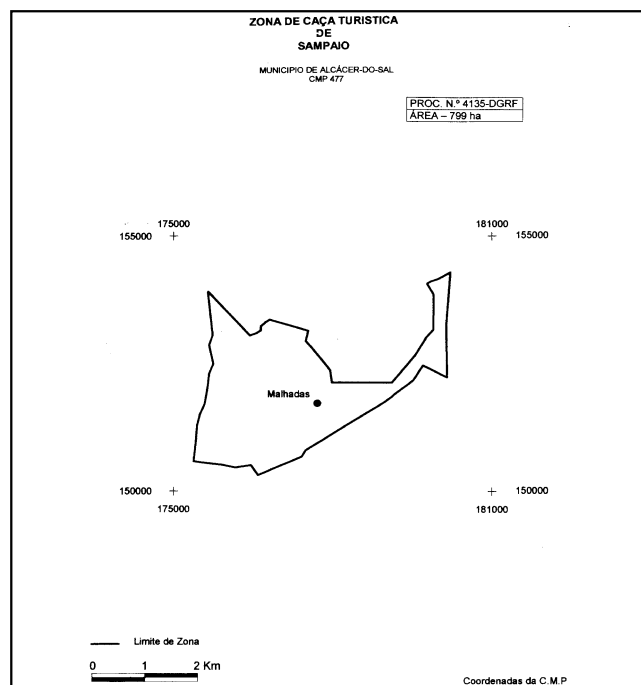 ZONA DE CAÇA TURISTICA
DE
SAMPAIO
MUNICIPIO DE ALCÁCER-DO-SAL
CMP 477
PROC. N.º 4135-DGRF
ÁREA – 799 ha
175000
181000
155000
155000
Malhadas
150000
150000
175000
181000
Limite de Zona
0 1 2 Km
Coordenadas da C.M.P